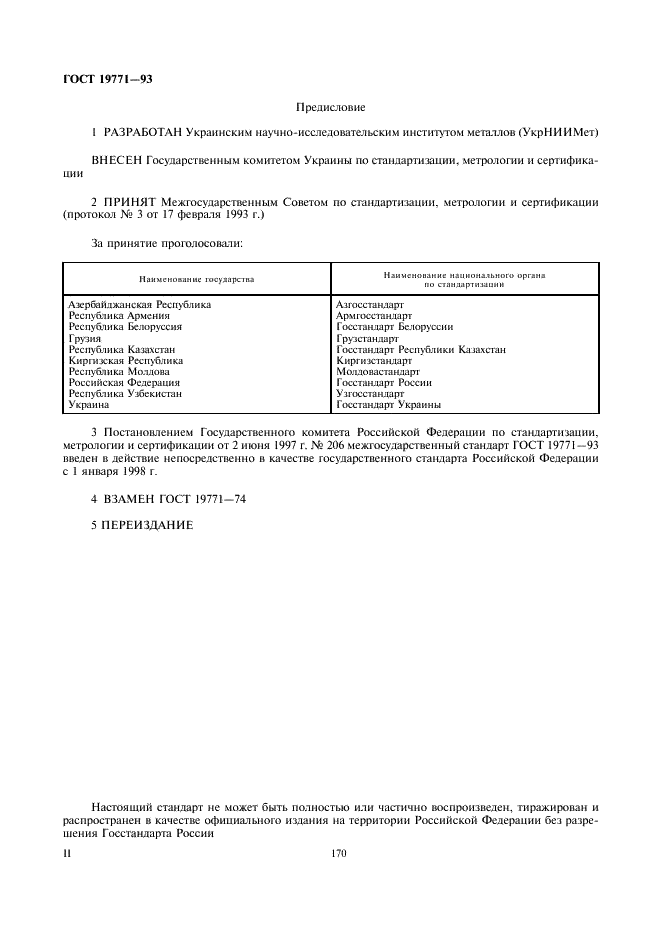 ГОСТ 19771—93
Предисловие
1 РАЗРАБОТАН Украинским научно-исследовательским институтом металлов (УкрНИИМет)
ВНЕСЕН Государственным комитетом Украины по стандартизации, метрологии и сертифика-
ции
2 ПРИНЯТ Межгосударственным Советом по стандартизации, метрологии и сертификации
(протокол № 3 от 17 февраля 1993 г.)
За принятие проголосовали:
Наименование государства
Наименование национального органа
по стандартизации
Азербайджанская Республика Азгосстандарт
Республика Армения Армгосстандарт
Республика Белоруссия Госстандарт Белоруссии
Грузия Грузстандарт
Республика Казахстан Госстандарт Республики Казахстан
Киргизская Республика Киргизстандарт
Республика Молдова Молдовастандарт
Российская Федерация Госстандарт России
Республика Узбекистан Узгосстандарт
Украина Госстандарт Украины
3 Постановлением Государственного комитета Российской Федерации по стандартизации,
метрологии и сертификации от 2 июня 1997 г. № 206 межгосударственный стандарт ГОСТ 19771—93
введен в действие непосредственно в качестве государственного стандарта Российской Федерации
с 1 января 1998 г.
4 ВЗАМЕН ГОСТ 19771—74
5 ПЕРЕИЗДАНИЕ
Настоящий стандарт не может быть полностью или частично воспроизведен, тиражирован и
распространен в качестве официального издания на территории Российской Федерации без разре-
шения Госстандарта России
II 170